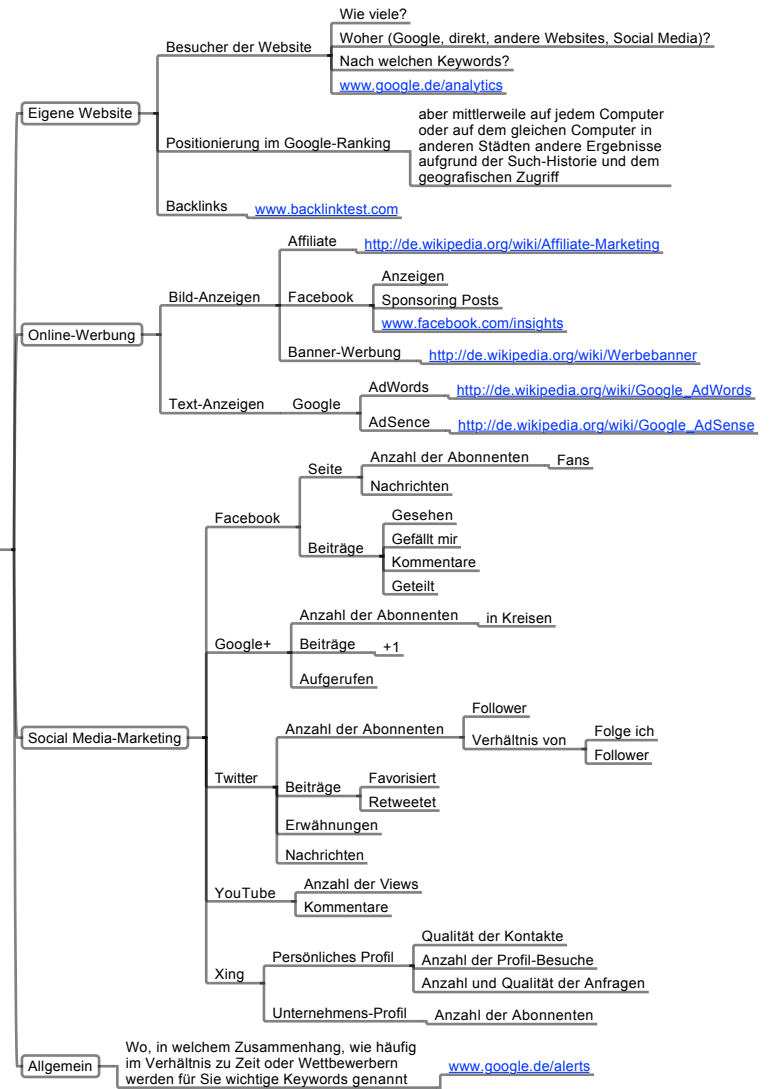 Eigene Website
Besucher der Website
Wie viele?
Woher (Google, direkt, andere Websites, Social Media)?
Nach welchen Keywords?
www.google.de/analytics
Positionierung im Google-Ranking
aber mittlerweile auf jedem Computer
oder auf dem gleichen Computer in
anderen Städten andere Ergebnisse
aufgrund der Such-Historie und dem
geografischen Zugriff
Backlinks
www.backlinktest.com
Online-Werbung
Bild-Anzeigen
Affiliate
http://de.wikipedia.org/wiki/Affiliate-Marketing
Facebook
Anzeigen
Sponsoring Posts
www.facebook.com/insights
Banner-Werbung
http://de.wikipedia.org/wiki/Werbebanner
Text-Anzeigen
Google
AdWords
http://de.wikipedia.org/wiki/Google_AdWords
AdSence
http://de.wikipedia.org/wiki/Google_AdSense
Social Media-Marketing
Facebook
Seite
Anzahl der Abonnenten
Fans
Nachrichten
Beiträge
Gesehen
Gefällt mir
Kommentare
Geteilt
Google+
Anzahl der Abonnenten
in Kreisen
Beiträge
+1
Aufgerufen
Twitter
Anzahl der Abonnenten
Follower
Verhältnis von
Folge ich
Follower
Beiträge
Favorisiert
Retweetet
Erwähnungen
Nachrichten
YouTube
Anzahl der Views
Kommentare
Xing
Persönliches Profil
Qualität der Kontakte
Anzahl der Profil-Besuche
Anzahl und Qualität der Anfragen
Unternehmens-Profil
Anzahl der Abonnenten
Allgemein
Wo, in welchem Zusammenhang, wie häufig
im Verhältnis zu Zeit oder Wettbewerbern
werden für Sie wichtige Keywords genannt
www.google.de/alerts